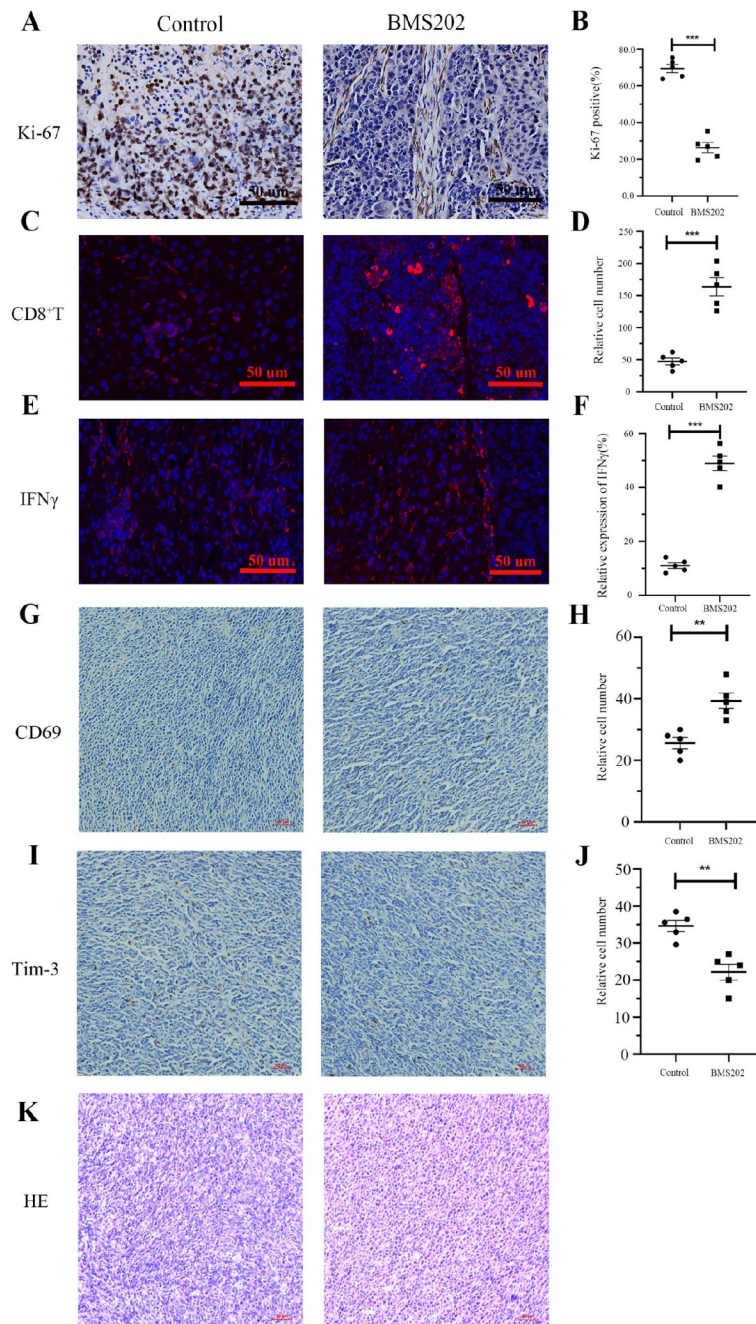 A
Control
BMS202
B
Ki-67
50 um
50 um
Ki-67 positive(%)
80.0
60.0
40.0
20.0
0.0
***
Control
BMS202
C
D
CD8+T
50 um
50 um
Relative cell number
250
200
150
100
50
0
***
Control
BMS202
E
F
IFNγ
50 um
50 um
Relative expression of IFNγ(%)
60
40
20
0
***
Control
BMS202
G
H
CD69
Relative cell number
60
40
20
0
**
Control
BMS202
I
J
Tim-3
Relative cell number
50
40
30
20
10
0
**
Control
BMS202
K
HE